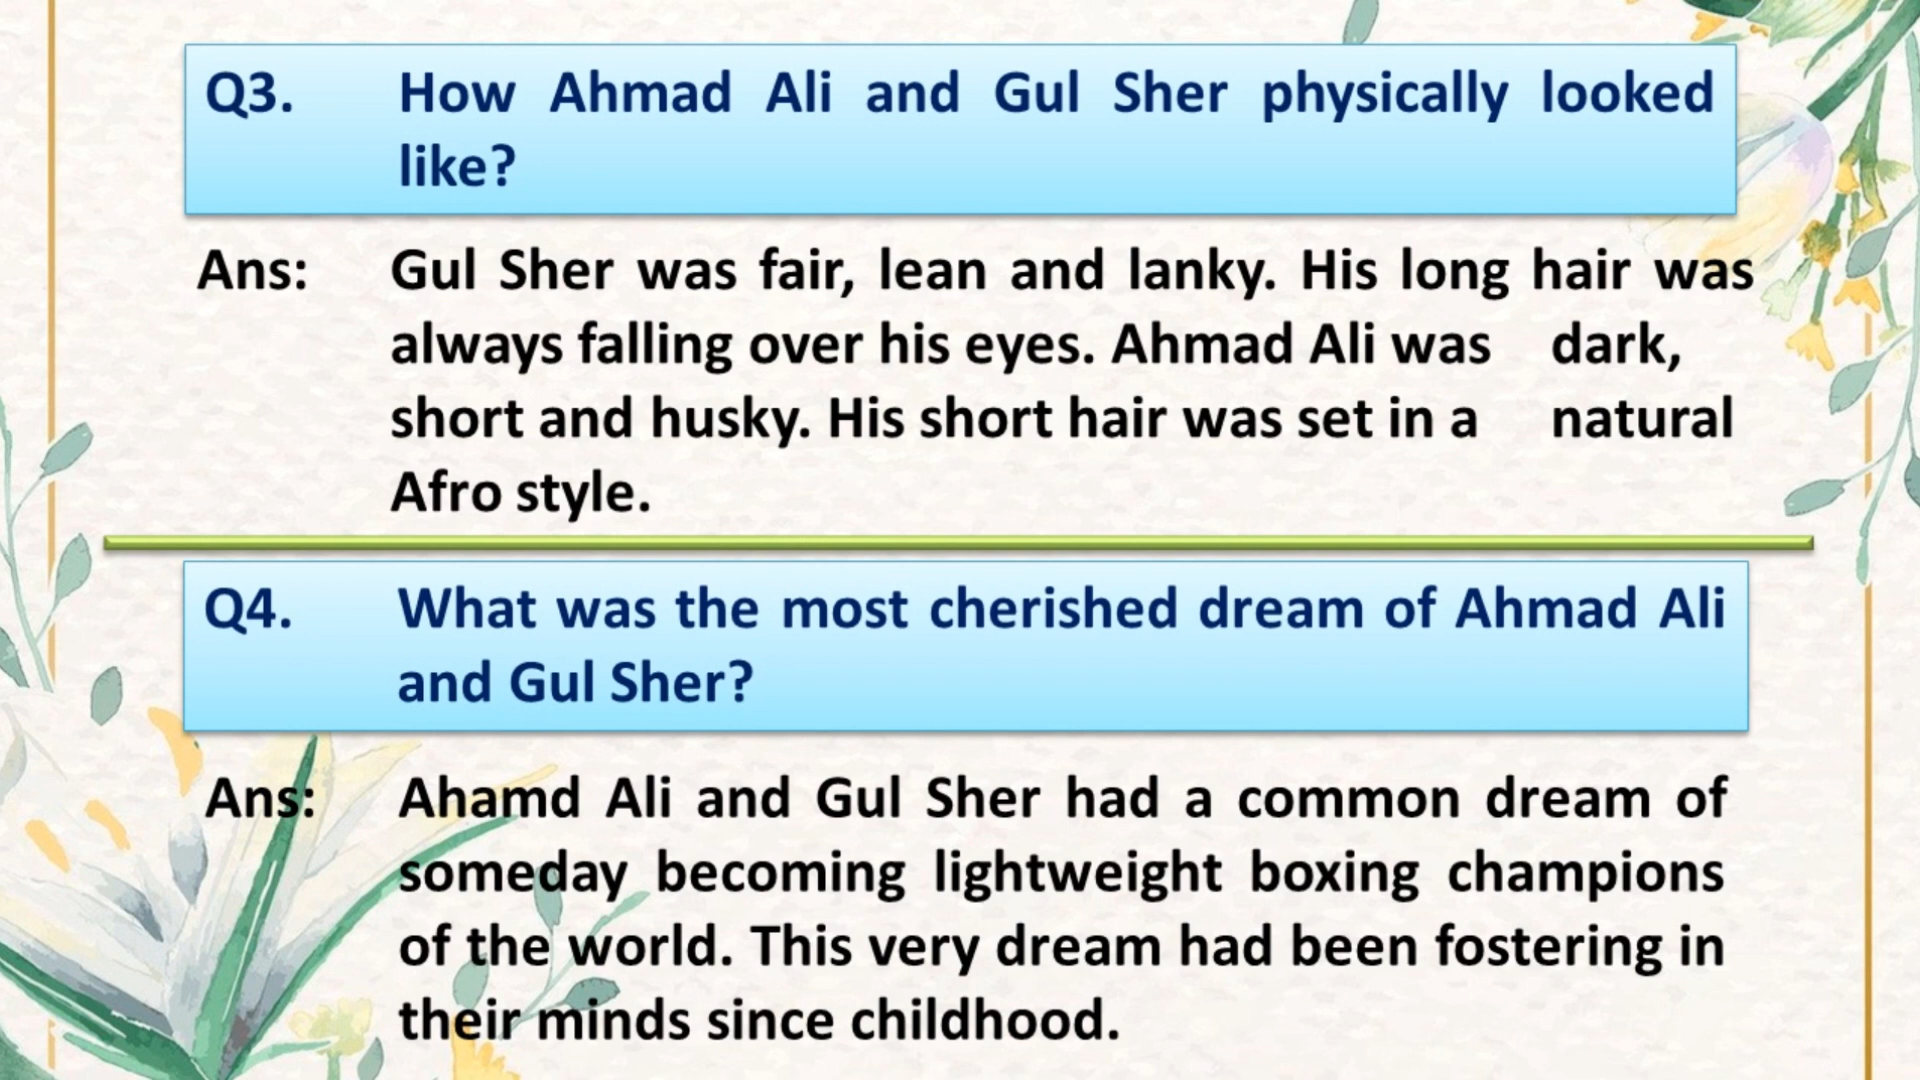 Q3. How Ahmad Ali and Gul Sher physically looked
like?
Ans: Gul Sher was fair, lean and lanky. His long hair was
always falling over his eyes. Ahmad Ali was dark,
short and husky. His short hair was set in a natural
Afro style.
Q4. What was the most cherished dream of Ahmad Ali
and Gul Sher?
Ans: Ahamd Ali and Gul Sher had a common dream of
someday becoming lightweight boxing champions
of the world. This very dream had been fostering in
their minds since childhood.